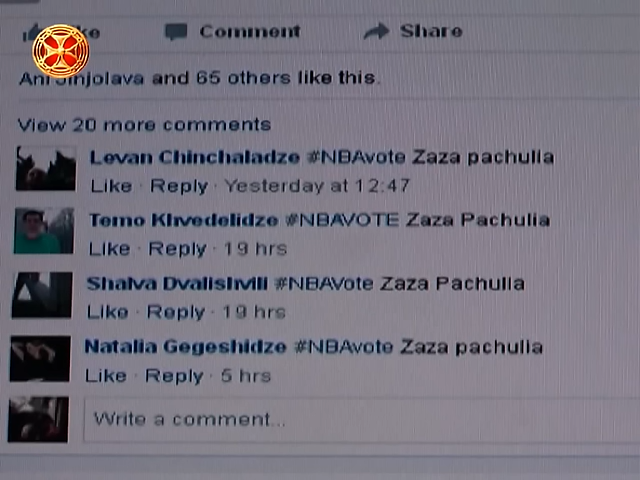 Comment Share
and 65 others like this.
View 20 more comments
Levan Chinchaladze #NBAvote Zaza pachulia
Like · Reply · Yesterday at 12:47
Temo Khvedelidze #NBAVOTE Zaza Pachulia
Like · Reply · 19 hrs
Shalva Dvalishvili #NBAVote Zaza Pachulia
Like · Reply · 19 hrs
Natalia Gegeshidze #NBAvote Zaza pachulia
Like · Reply · 5 hrs
Write a comment...